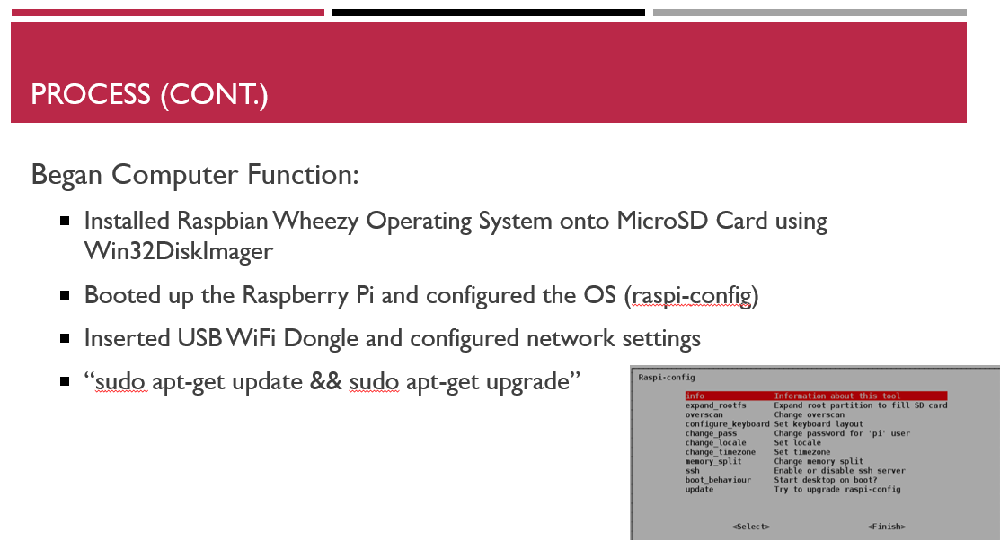 PROCESS (CONT.)
Began Computer Function:
Installed Raspbian Wheezy Operating System onto MicroSD Card using
Win32DiskImager
Booted up the Raspberry Pi and configured the OS (raspi-config)
Inserted USB WiFi Dongle and configured network settings
“sudo apt-get update && sudo apt-get upgrade”
Raspi-config
info Information about this tool
expand_rootfs Expand root partition to fill SD card
overscan Change overscan
configure_keyboard Set keyboard layout
change_pass Change password for 'pi' user
change_locale Set locale
change_timezone Set timezone
memory_split Change memory split
ssh Enable or disable ssh server
boot_behaviour Start desktop on boot?
update Try to upgrade raspi-config
<Select> <Finish>